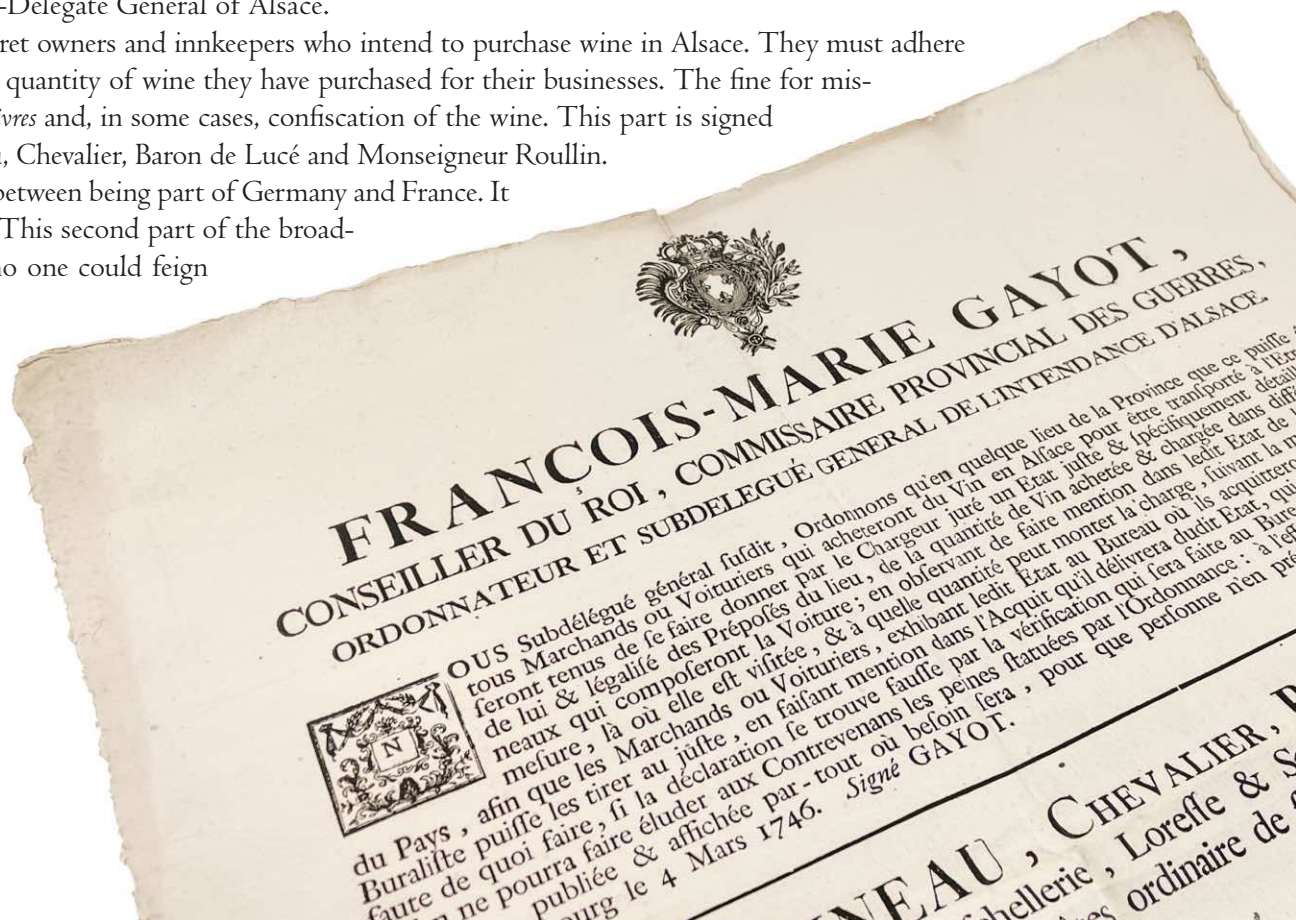 -Delegate General of Alsace.
ret owners and innkeepers who intend to purchase wine in Alsace. They must adhere
quantity of wine they have purchased for their businesses. The fine for mis-
ivres and, in some cases, confiscation of the wine. This part is signed
, Chevalier, Baron de Lucé and Monseigneur Roullin.
between being part of Germany and France. It
This second part of the broad-
no one could feign
FRANÇOIS-MARIE GAYOT ,
CONSEILLER DU ROI , COMMISSAIRE PROVINCIAL DES GUERRES,
ORDONNATEUR ET SUBDELEGUÉ GENERAL DE L'INTENDANCE D'ALSACE.
N
OUS Subdélégué général ſuſdit , Ordonnons qu'en quelque lieu de la Province que ce puiſſe
tous Marchands ou Voituriers qui acheteront du Vin en Alſace pour être tranſporté à l'Etr
ſeront tenus de ſe faire donner par le Chargeur juré un Etat juſte & ſpécifiquement détaill
de lui & légaliſé des Prépoſés du lieu, de la quantité de Vin achetée & chargée dans diffé
neaux qui compoſeront la Voiture ; en obſervant de faire mention dans ledit Etat de
meſure, là où elle eſt viſitée , & à quelle quantité peut monter la charge , ſuivant la m
du Pays , afin que les Marchands ou Voituriers , exhibant ledit Etat au Bureau où ils acquittero
Buraliſte puiſſe les tirer au juſte , en faiſant mention dans l'Acquit qu'il délivrera dudit Etat, qui
faute de quoi faire, ſi la déclaration ſe trouve fauſſe par la vérification qui ſera faite au Bure
ne pourra faire éluder aux Contrevenans les peines ſtatuées par l'Ordonnance ; à l'eff
publiée & affichée par-tout où beſoin ſera , pour que perſonne n'en pré
ourg le 4 Mars 1746. Signé GAYOT.
NEAU , CHEVALIER,
chellerie , Loreſſe &
ordinaire de